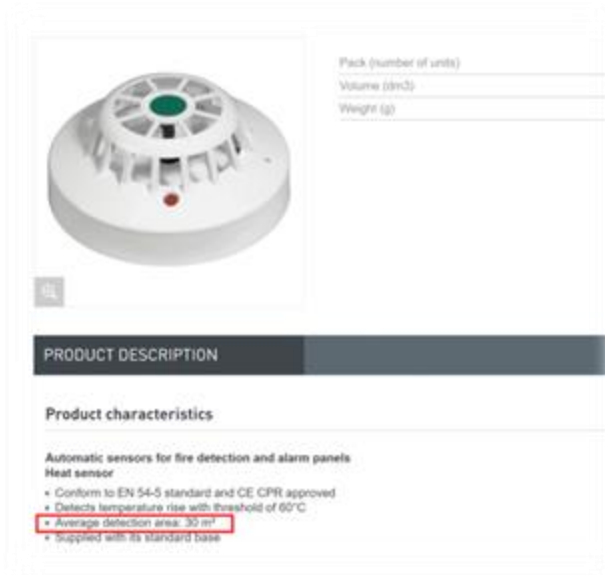 Pack (number of units)
Volume (dm3)
Weight (g)
PRODUCT DESCRIPTION
Product characteristics
Automatic sensors for fire detection and alarm panels
Heat sensor
• Conform to EN 54-5 standard and CE CPR approved
• Detects temperature rise with threshold of 60°C
• Average detection area: 30 m²
• Supplied with its standard base